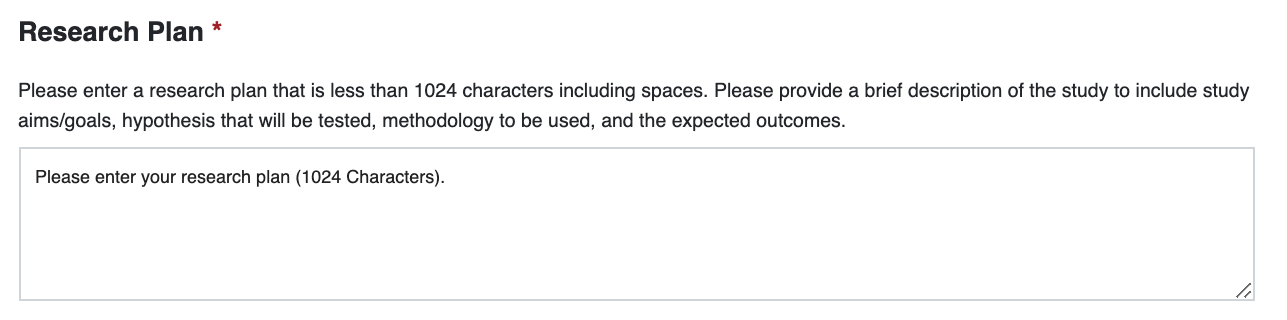 Research Plan *
Please enter a research plan that is less than 1024 characters including spaces. Please provide a brief description of the study to include study
aims/goals, hypothesis that will be tested, methodology to be used, and the expected outcomes.
Please enter your research plan (1024 Characters).